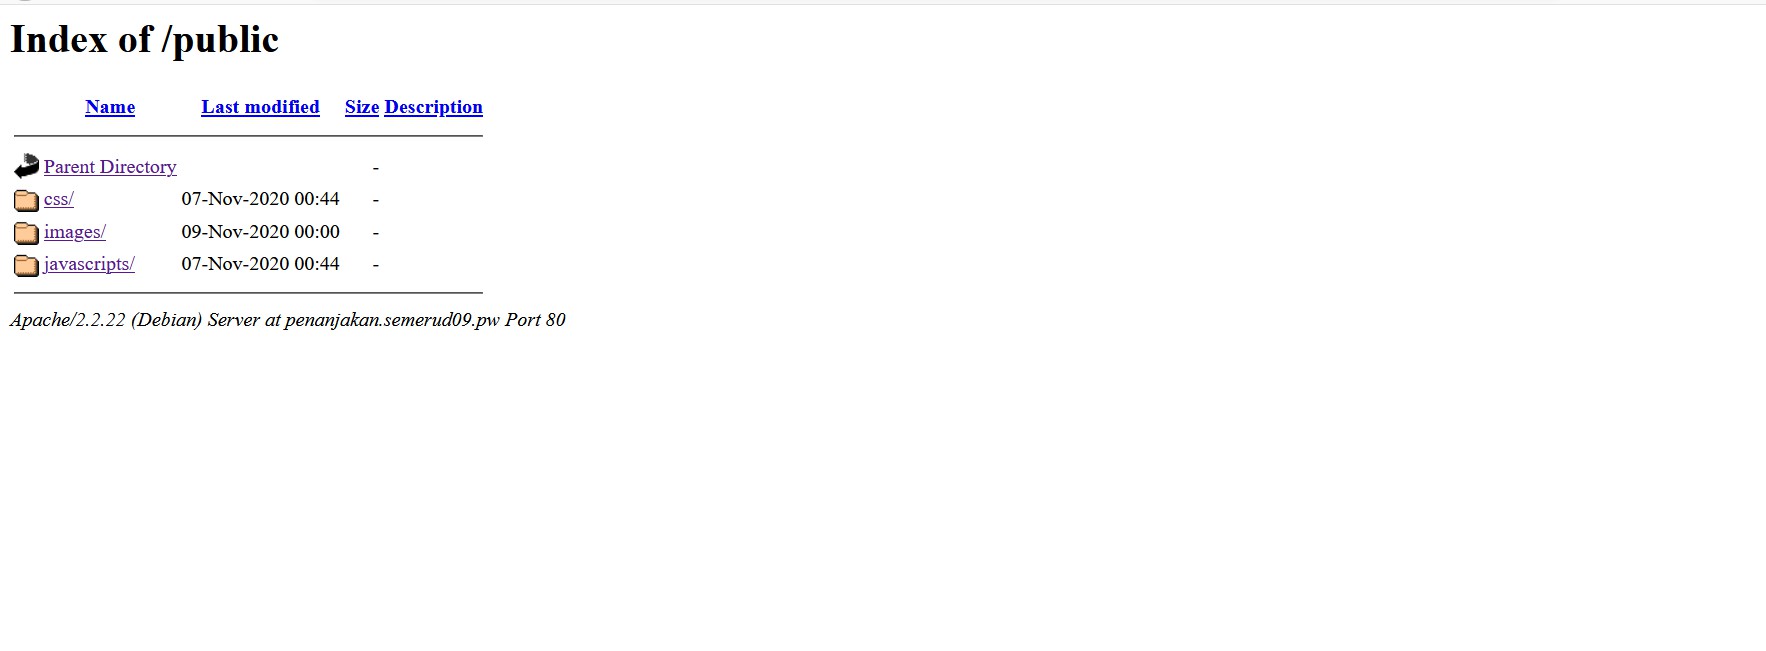 Index of /public
Name Last modified Size Description
Parent Directory -
css/ 07-Nov-2020 00:44 -
images/ 09-Nov-2020 00:00 -
javascripts/ 07-Nov-2020 00:44 -
Apache/2.2.22 (Debian) Server at penanjakan.semerud09.pw Port 80